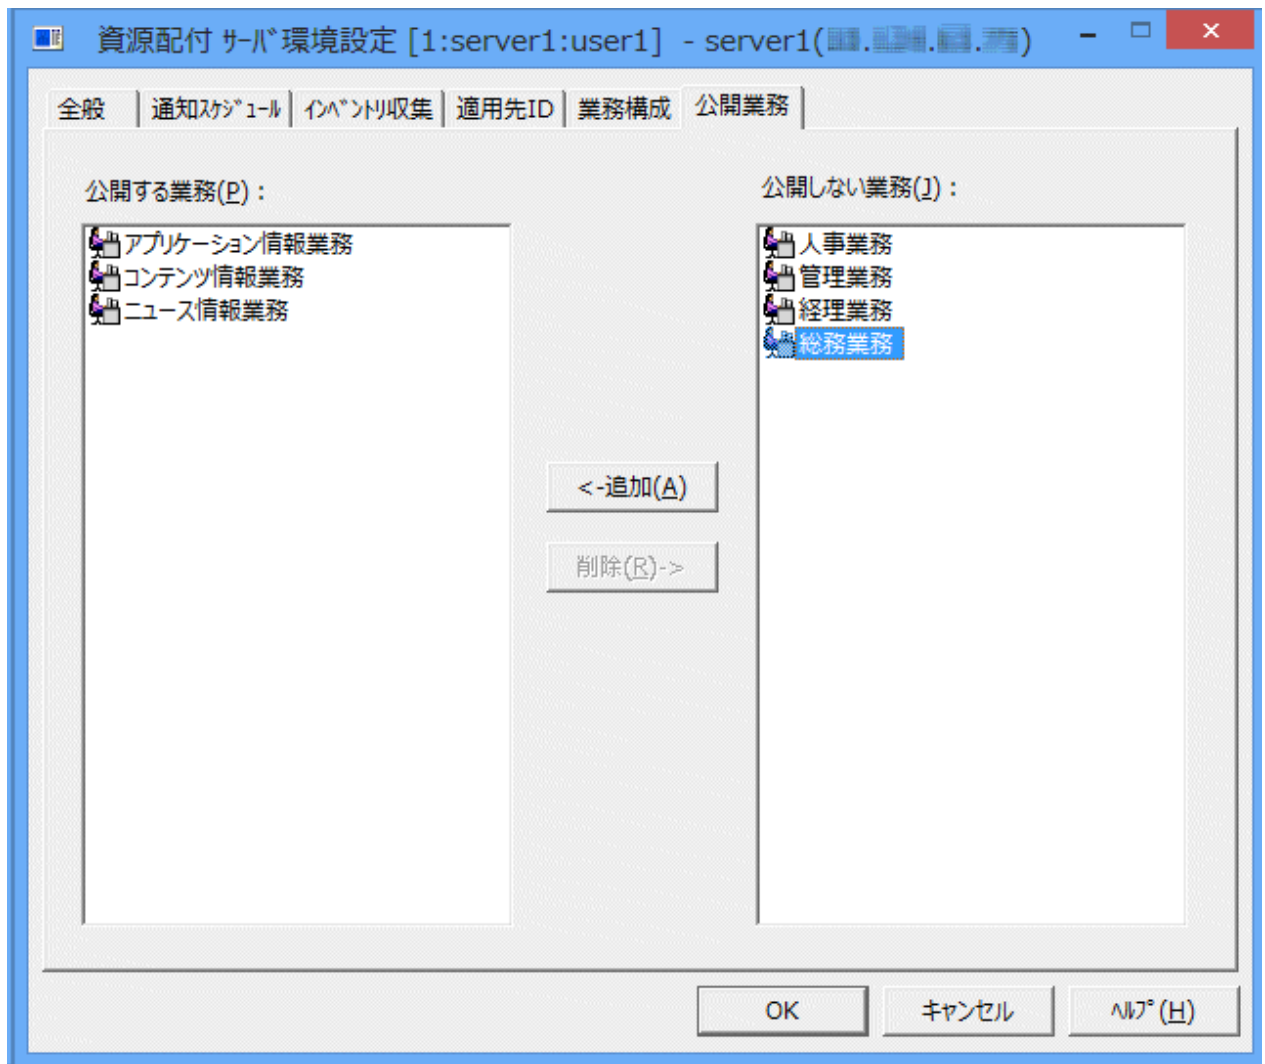 資源配付 ｻｰﾊﾞ環境設定 [1:server1:user1] - server1(
全般 通知ｽｹｼﾞｭｰﾙ ｲﾝﾍﾞﾝﾄﾘ収集 適用先ID 業務構成 公開業務
公開する業務(P)：
アプリケーション情報業務
コンテンツ情報業務
ニュース情報業務
<-追加(A)
削除(R)->
公開しない業務(J)：
人事業務
管理業務
経理業務
総務業務
OK キャンセル ﾍﾙﾌﾟ(H)